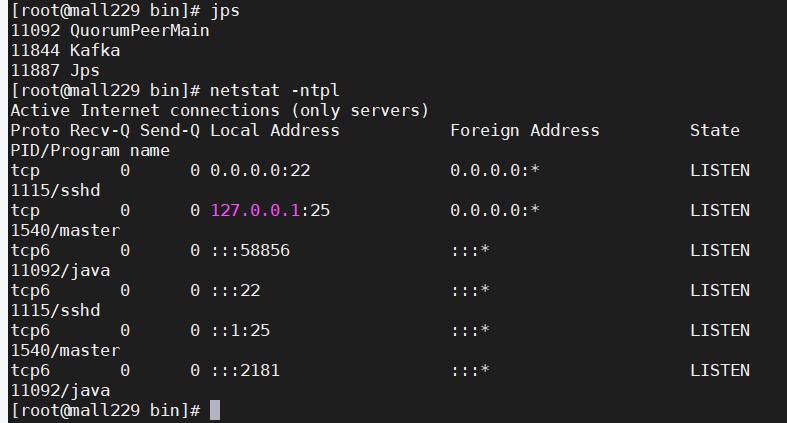 [root@mall229 bin]# jps
11092 QuorumPeerMain
11844 Kafka
11887 Jps
[root@mall229 bin]# netstat -ntpl
Active Internet connections (only servers)
Proto Recv-Q Send-Q Local Address           Foreign Address         State
PID/Program name
tcp        0      0 0.0.0.0:22              0.0.0.0:*               LISTEN
1115/sshd
tcp        0      0 127.0.0.1:25            0.0.0.0:*               LISTEN
1540/master
tcp6       0      0 :::58856                :::*                    LISTEN
11092/java
tcp6       0      0 :::22                   :::*                    LISTEN
1115/sshd
tcp6       0      0 ::1:25                  :::*                    LISTEN
1540/master
tcp6       0      0 :::2181                 :::*                    LISTEN
11092/java
[root@mall229 bin]#